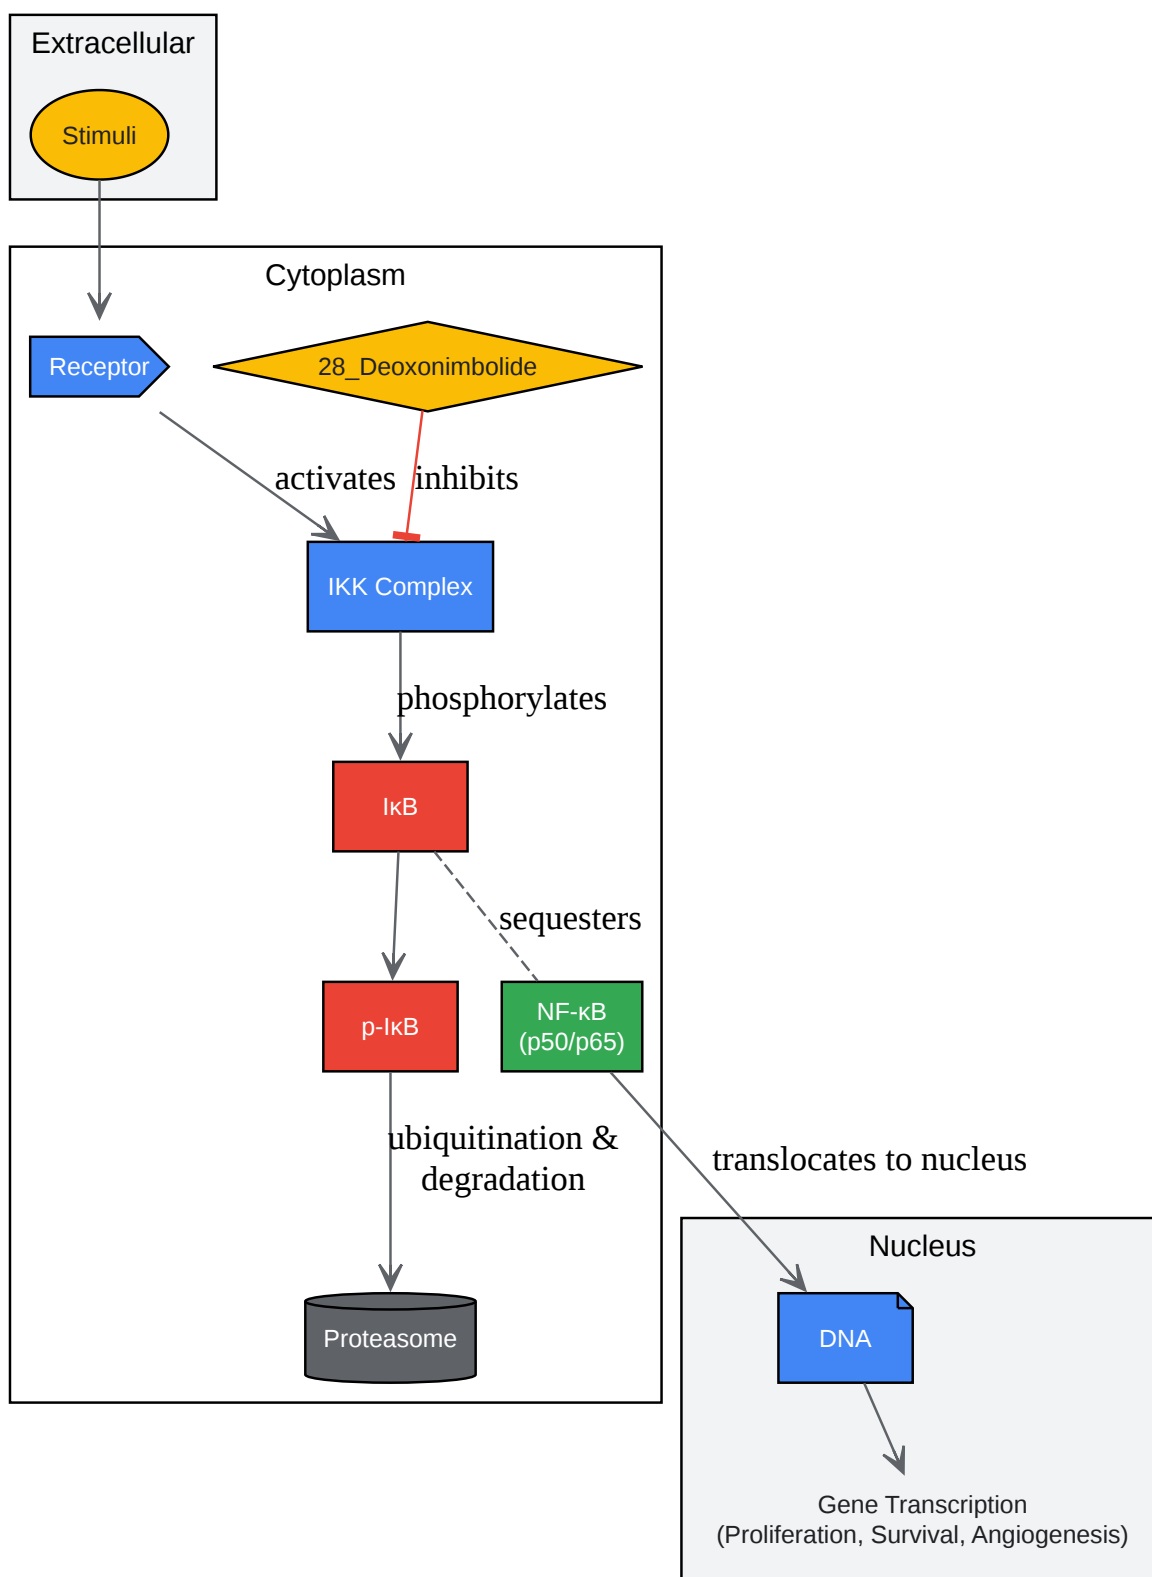 Extracellular
Stimuli
Cytoplasm
Receptor
28_Deoxonimbolide
activates
inhibits
IKK Complex
phosphorylates
IκB
sequesters
p-IκB
NF-κB
(p50/p65)
ubiquitination &
degradation
translocates to nucleus
Nucleus
Proteasome
DNA
Gene Transcription
(Proliferation, Survival, Angiogenesis)